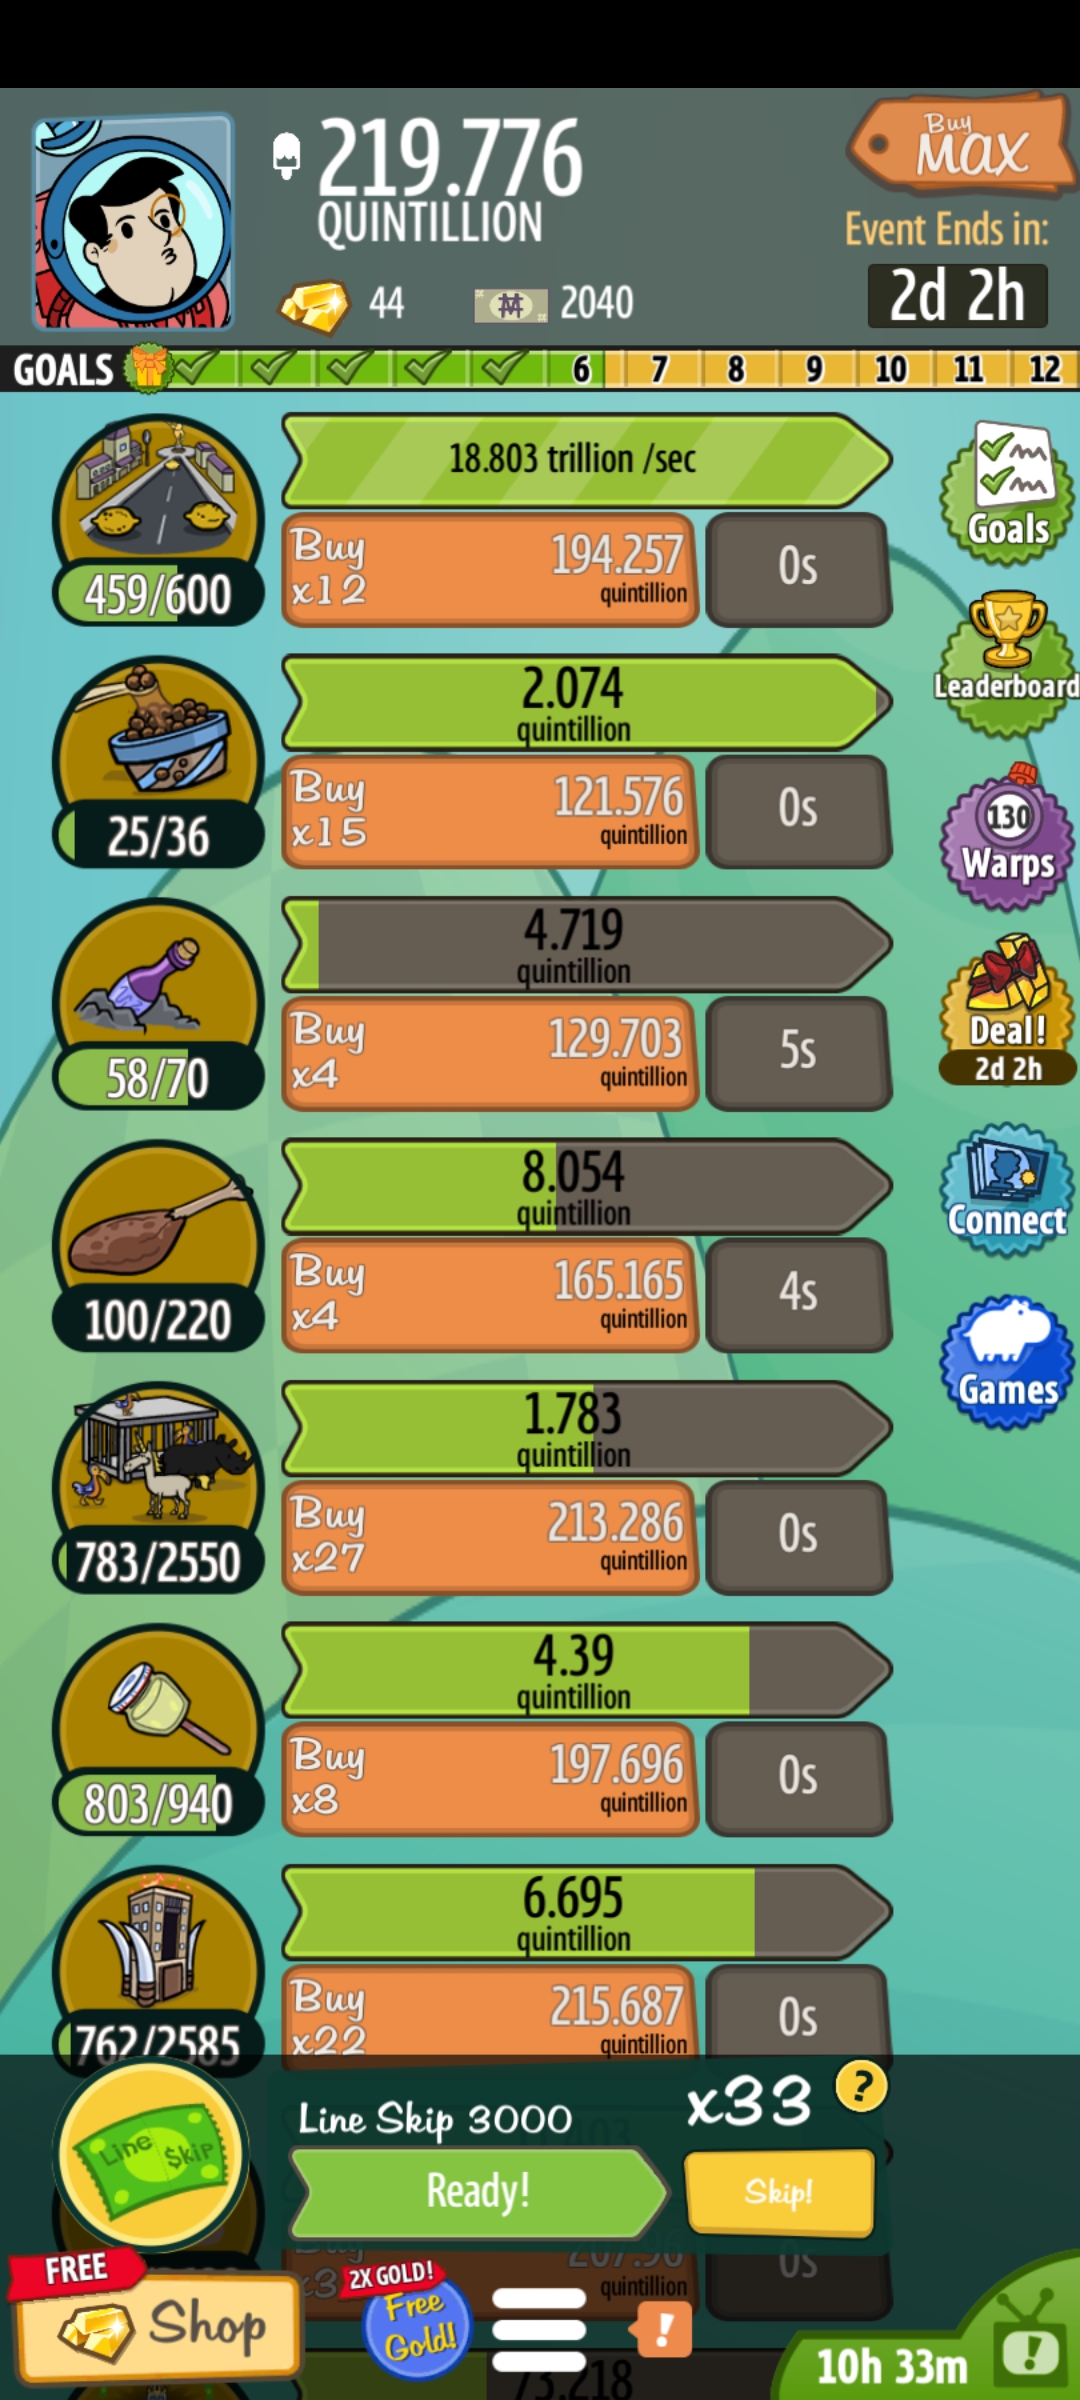 219.776
QUINTILLION
Buy
MAX
Event Ends in:
2d 2h
44
2040
GOALS
6
7
8
9
10
11
12
18.803 trillion /sec
Buy
x12
194.257
quintillion
0s
459/600
Goals
Leaderboard
2.074
quintillion
Buy
x15
121.576
quintillion
0s
25/36
130
Warps
4.719
quintillion
Buy
x4
129.703
quintillion
5s
58/70
Deal!
2d 2h
8.054
quintillion
Buy
x4
165.165
quintillion
4s
100/220
Connect
Games
1.783
quintillion
Buy
x27
213.286
quintillion
0s
783/2550
4.39
quintillion
Buy
x8
197.696
quintillion
0s
803/940
6.695
quintillion
Buy
x22
215.687
quintillion
0s
762/2585
Line Skip
Line Skip 3000
x33
?
Ready!
Skip!
Buy
quintillion
0s
FREE
Shop
2X GOLD!
Free
Gold!
!
10h 33m
!
73.218